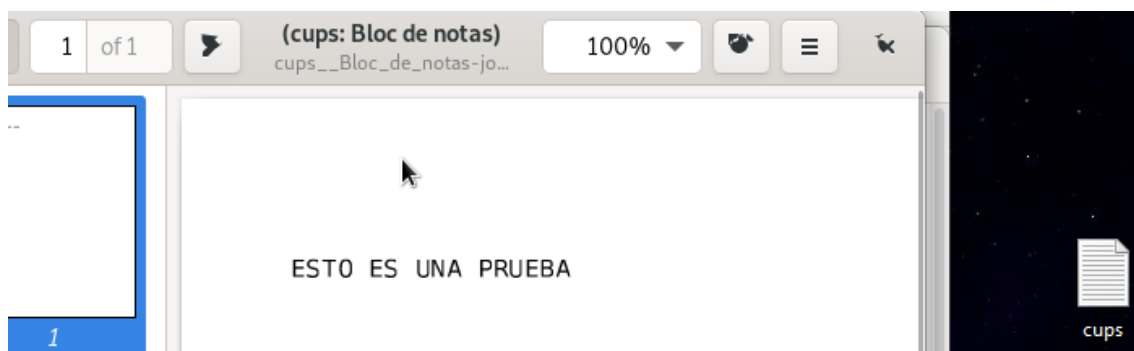 1 of 1
(cups: Bloc de notas)
cups__Bloc_de_notas-jo...
100%
ESTO ES UNA PRUEBA
1
cups